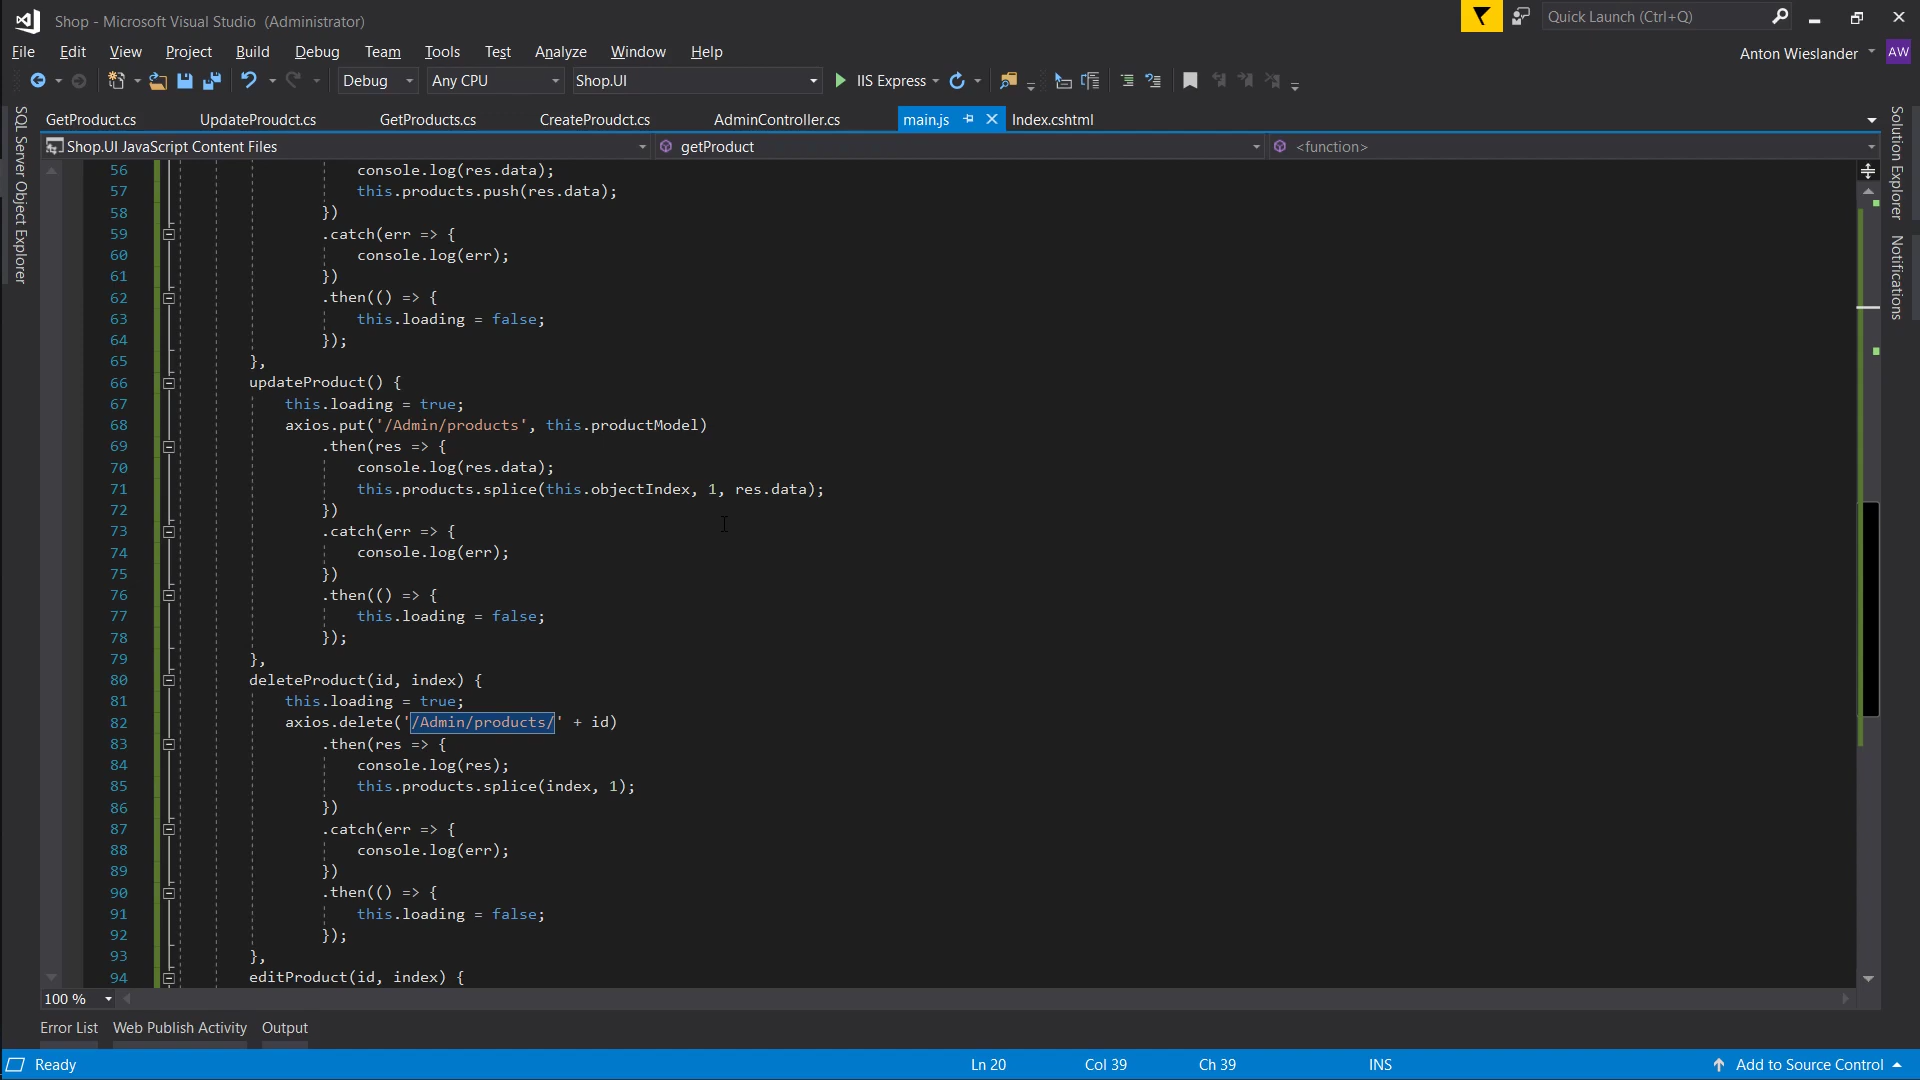 Shop - Microsoft Visual Studio (Administrator)
Quick Launch (Ctrl+Q)
File Edit View Project Build Debug Team Tools Test Analyze Window Help
Anton Wieslander AW
Debug Any CPU Shop.UI IIS Express
SQL Server Object Explorer
GetProduct.cs UpdateProudct.cs GetProducts.cs CreateProudct.cs AdminController.cs main.js Index.cshtml
Shop.UI JavaScript Content Files getProduct <function>
Solution Explorer
Notifications
56 console.log(res.data);
57 this.products.push(res.data);
58 })
59 .catch(err => {
60 console.log(err);
61 })
62 .then(() => {
63 this.loading = false;
64 });
65 },
66 updateProduct() {
67 this.loading = true;
68 axios.put('/Admin/products', this.productModel)
69 .then(res => {
70 console.log(res.data);
71 this.products.splice(this.objectIndex, 1, res.data);
72 })
73 .catch(err => {
74 console.log(err);
75 })
76 .then(() => {
77 this.loading = false;
78 });
79 },
80 deleteProduct(id, index) {
81 this.loading = true;
82 axios.delete('/Admin/products/' + id)
83 .then(res => {
84 console.log(res);
85 this.products.splice(index, 1);
86 })
87 .catch(err => {
88 console.log(err);
89 })
90 .then(() => {
91 this.loading = false;
92 });
93 },
94 editProduct(id, index) {
100 %
Error List Web Publish Activity Output
Ready Ln 20 Col 39 Ch 39 INS Add to Source Control